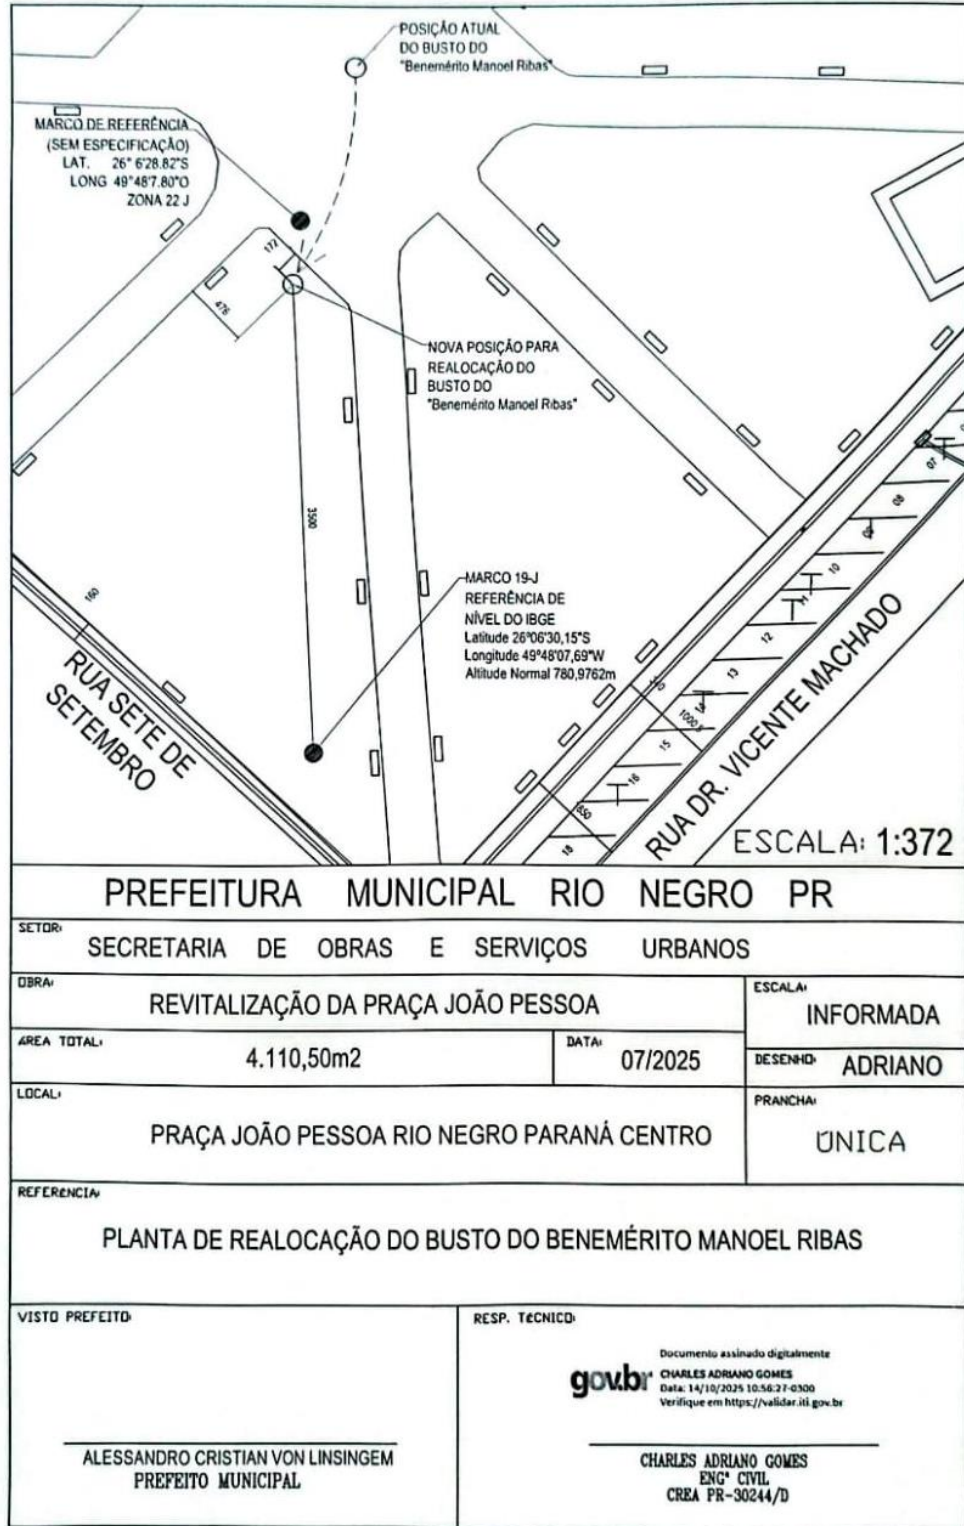 POSIÇÃO ATUAL
DO BUSTO DO
"Benemérito Manoel Ribas"
MARCO DE REFERÊNCIA
(SEM ESPECIFICAÇÃO)
LAT. 26° 6'28.82"S
LONG 49°48'7.80"O
ZONA 22 J
172
476
NOVA POSIÇÃO PARA
REALOCAÇÃO DO
BUSTO DO
"Benemérito Manoel Ribas"
3500
MARCO 19-J
REFERÊNCIA DE
NÍVEL DO IBGE
Latitude 26º06'30,15"S
Longitude 49º48'07,69"W
Altitude Normal 780,9762m
160
RUA SETE DE
SETEMBRO
07
08
09
10
11
12
13
14
1000.5
15
16
650
18
RUA DR. VICENTE MACHADO
ESCALA: 1:372
PREFEITURA MUNICIPAL RIO NEGRO PR
SETOR:
SECRETARIA DE OBRAS E SERVIÇOS URBANOS
OBRA:
REVITALIZAÇÃO DA PRAÇA JOÃO PESSOA
ESCALA:
INFORMADA
AREA TOTAL:
4.110,50m2
DATA:
07/2025
DESENHO:
ADRIANO
LOCAL:
PRAÇA JOÃO PESSOA RIO NEGRO PARANÁ CENTRO
PRANCHA:
ÚNICA
REFERENCIA:
PLANTA DE REALOCAÇÃO DO BUSTO DO BENEMÉRITO MANOEL RIBAS
VISTO PREFEITO:
ALESSANDRO CRISTIAN VON LINSINGEM
PREFEITO MUNICIPAL
RESP. TÉCNICO:
gov.br
Documento assinado digitalmente
CHARLES ADRIANO GOMES
Data: 14/10/2025 10:56:27-0300
Verifique em https://validar.iti.gov.br
CHARLES ADRIANO GOMES
ENGº CIVIL
CREA PR-30244/D